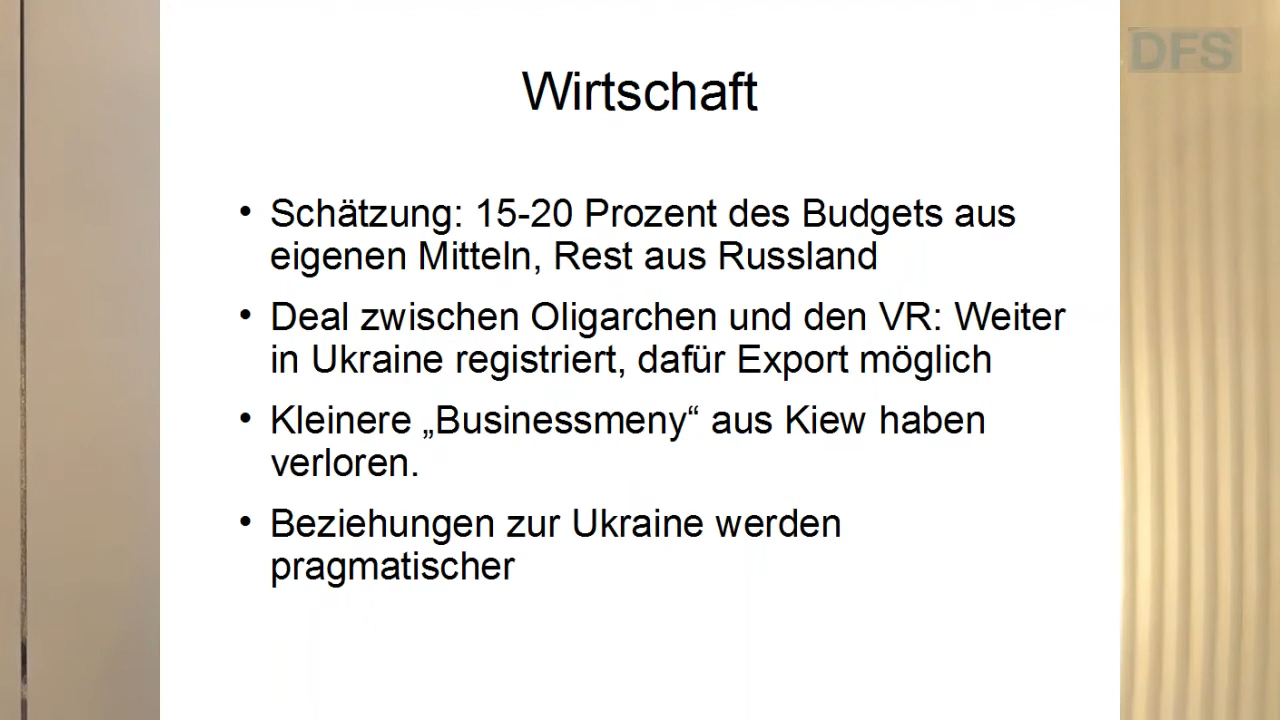 DFS
Wirtschaft
• Schätzung: 15-20 Prozent des Budgets aus
eigenen Mitteln, Rest aus Russland
• Deal zwischen Oligarchen und den VR: Weiter
in Ukraine registriert, dafür Export möglich
• Kleinere „Businessmeny“ aus Kiew haben
verloren.
• Beziehungen zur Ukraine werden
pragmatischer